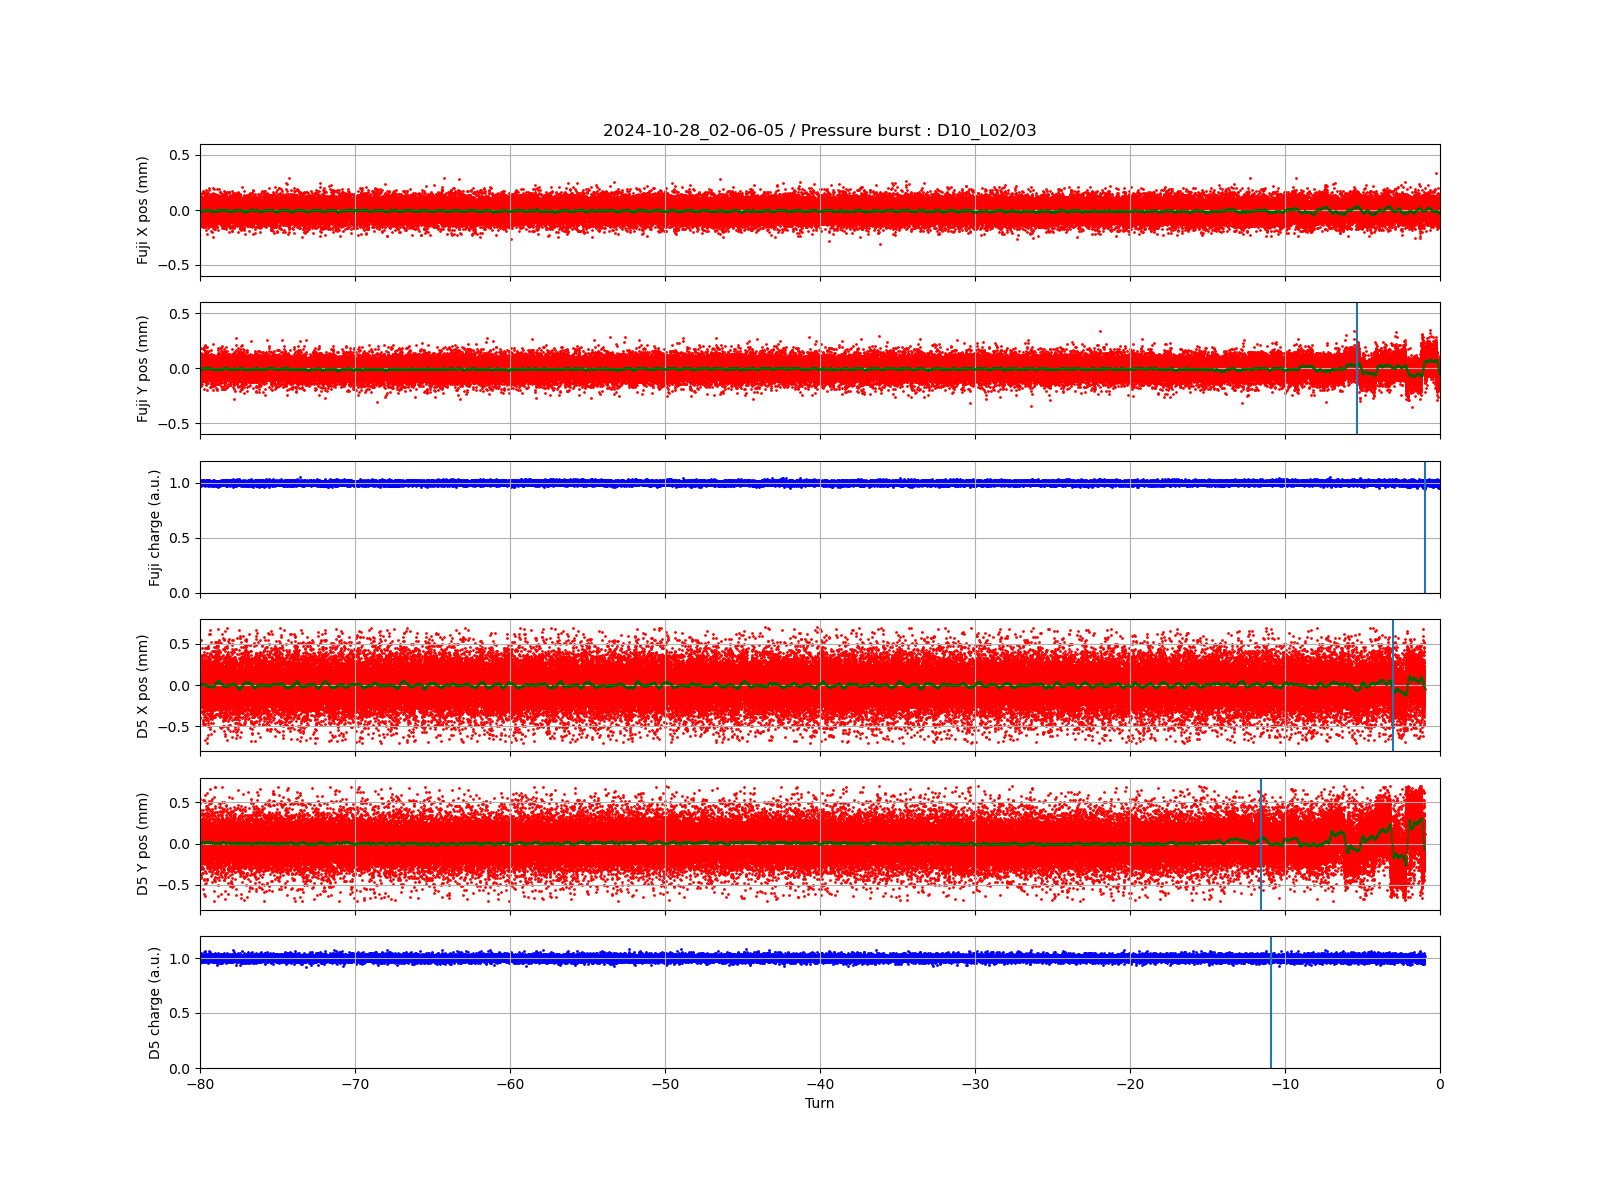 2024-10-28_02-06-05 / Pressure burst : D10_L02/03
Fuji X pos (mm)
0.5
0.0
−0.5
Fuji Y pos (mm)
0.5
0.0
−0.5
Fuji charge (a.u.)
1.0
0.5
0.0
D5 X pos (mm)
0.5
0.0
−0.5
D5 Y pos (mm)
0.5
0.0
−0.5
D5 charge (a.u.)
1.0
0.5
0.0
−80 −70 −60 −50 −40 −30 −20 −10 0
Turn